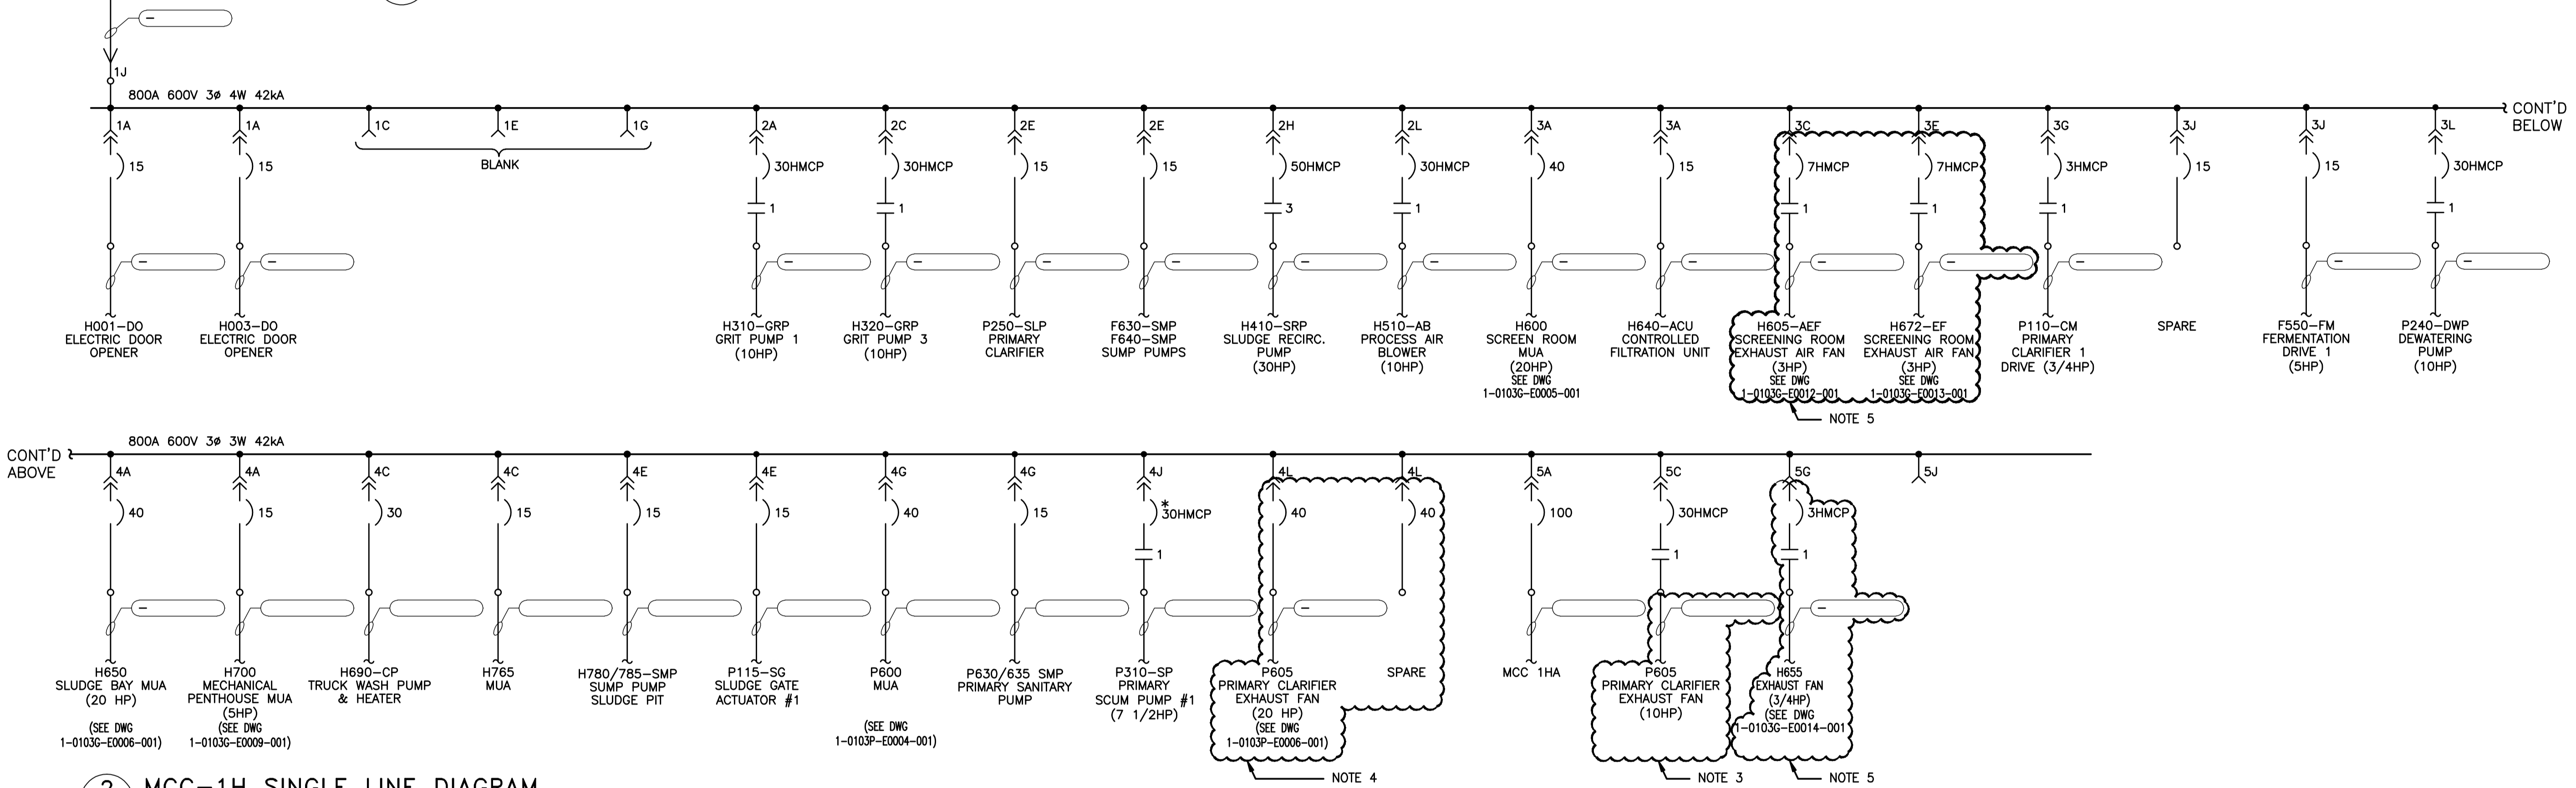 1J
800A 600V 3ø 4W 42kA
CONT'D
BELOW
1A
1A
1C
1E
1G
2A
2C
2E
2E
2H
2L
3A
3A
3C
3E
3G
3J
3J
3L
BLANK
15
15
30HMCP
30HMCP
15
15
50HMCP
30HMCP
40
15
7HMCP
7HMCP
3HMCP
15
15
30HMCP
1
1
3
1
1
1
1
1
H001-DO
ELECTRIC DOOR
OPENER
H003-DO
ELECTRIC DOOR
OPENER
H310-GRP
GRIT PUMP 1
(10HP)
H320-GRP
GRIT PUMP 3
(10HP)
P250-SLP
PRIMARY
CLARIFIER
F630-SMP
F640-SMP
SUMP PUMPS
H410-SRP
SLUDGE RECIRC.
PUMP
(30HP)
H510-AB
PROCESS AIR
BLOWER
(10HP)
H600
SCREEN ROOM
MUA
(20HP)
SEE DWG
1-0103G-E0005-001
H640-ACU
CONTROLLED
FILTRATION UNIT
H605-AEF
SCREENING ROOM
EXHAUST AIR FAN
(3HP)
SEE DWG
1-0103G-E0012-001
H672-EF
SCREENING ROOM
EXHAUST AIR FAN
(3HP)
SEE DWG
1-0103G-E0013-001
P110-CM
PRIMARY
CLARIFIER 1
DRIVE (3/4HP)
SPARE
F550-FM
FERMENTATION
DRIVE 1
(5HP)
P240-DWP
DEWATERING
PUMP
(10HP)
NOTE 5
CONT'D
ABOVE
800A 600V 3ø 3W 42kA
4A
4A
4C
4C
4E
4E
4G
4G
4J
4L
4L
5A
5C
5G
5J
40
15
30
15
15
15
40
15
*
30HMCP
40
40
100
30HMCP
3HMCP
1
1
1
H650
SLUDGE BAY MUA
(20 HP)
(SEE DWG
1-0103G-E0006-001)
H700
MECHANICAL
PENTHOUSE MUA
(5HP)
(SEE DWG
1-0103G-E0009-001)
H690-CP
TRUCK WASH PUMP
& HEATER
H765
MUA
H780/785-SMP
SUMP PUMP
SLUDGE PIT
P115-SG
SLUDGE GATE
ACTUATOR #1
P600
MUA
(SEE DWG
1-0103P-E0004-001)
P630/635 SMP
PRIMARY SANITARY
PUMP
P310-SP
PRIMARY
SCUM PUMP #1
(7 1/2HP)
P605
PRIMARY CLARIFIER
EXHAUST FAN
(20 HP)
(SEE DWG
1-0103P-E0006-001)
SPARE
MCC 1HA
P605
PRIMARY CLARIFIER
EXHAUST FAN
(10HP)
H655
EXHAUST FAN
(3/4HP)
(SEE DWG
1-0103G-E0014-001
NOTE 4
NOTE 3
NOTE 5
2 MCC-1H SINGLE LINE DIAGRAM